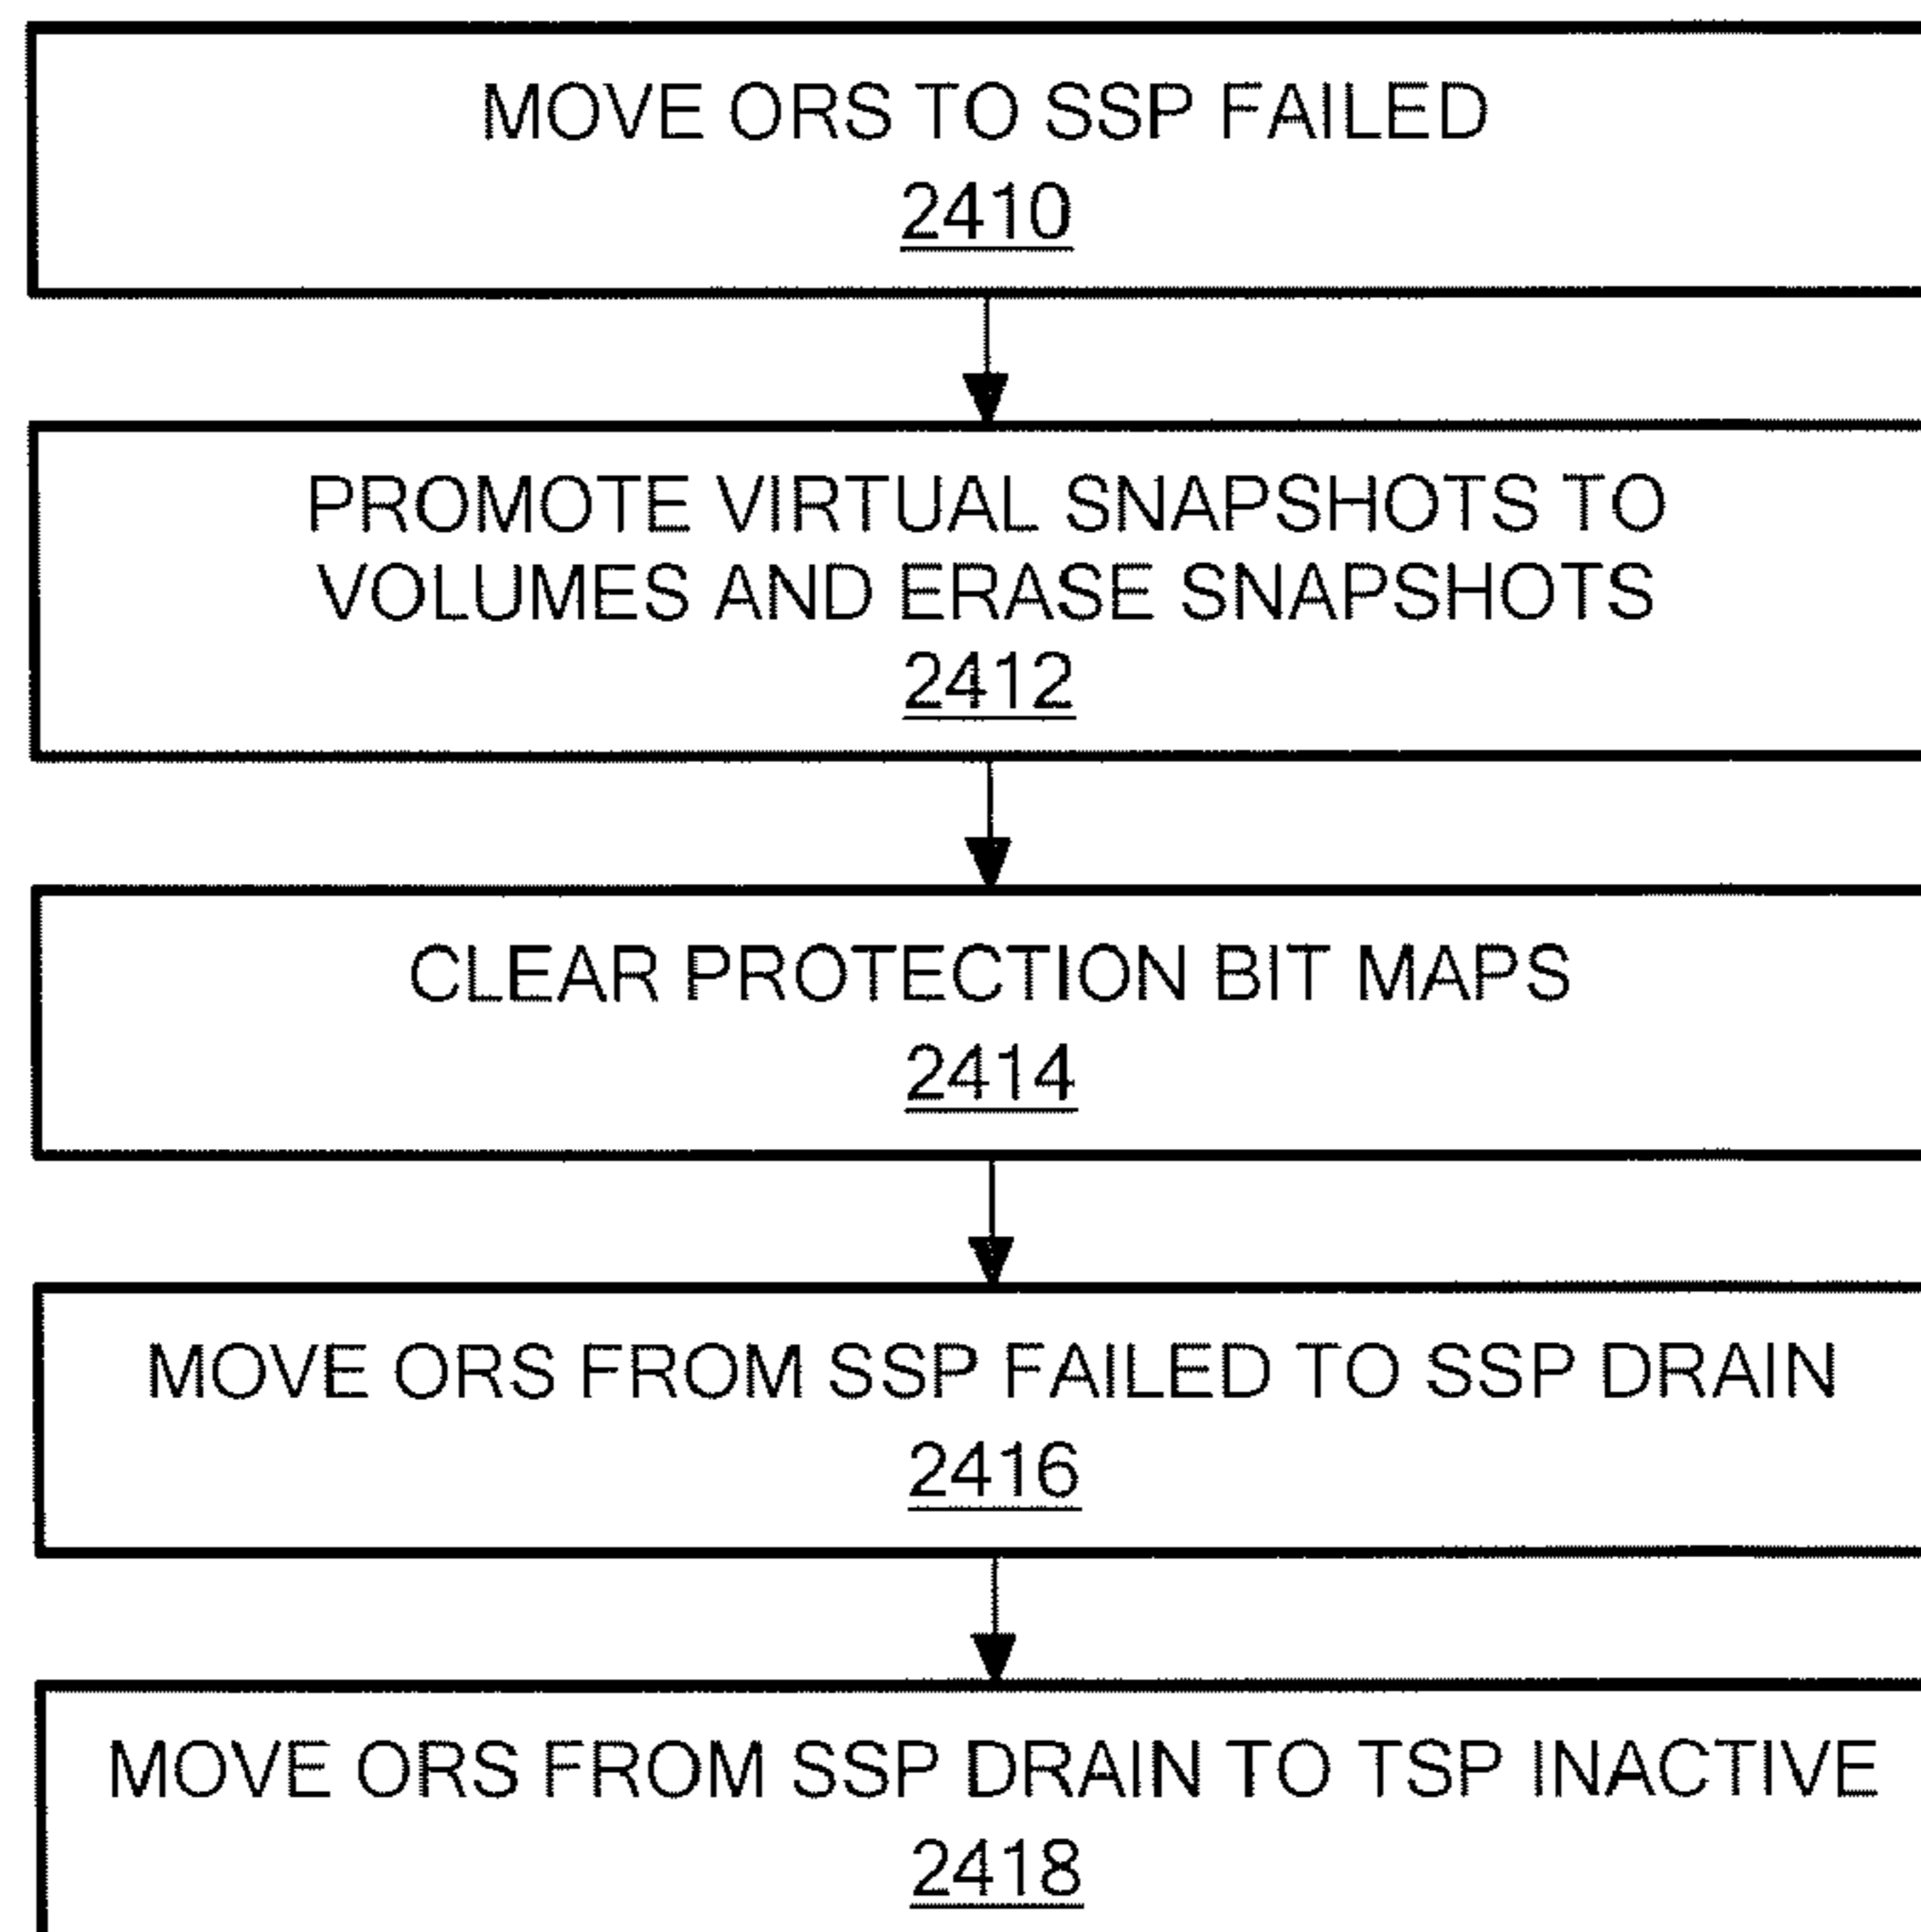 MOVE ORS TO SSP FAILED
2410
PROMOTE VIRTUAL SNAPSHOTS TO
VOLUMES AND ERASE SNAPSHOTS
2412
CLEAR PROTECTION BIT MAPS
2414
MOVE ORS FROM SSP FAILED TO SSP DRAIN
2416
MOVE ORS FROM SSP DRAIN TO TSP INACTIVE
2418